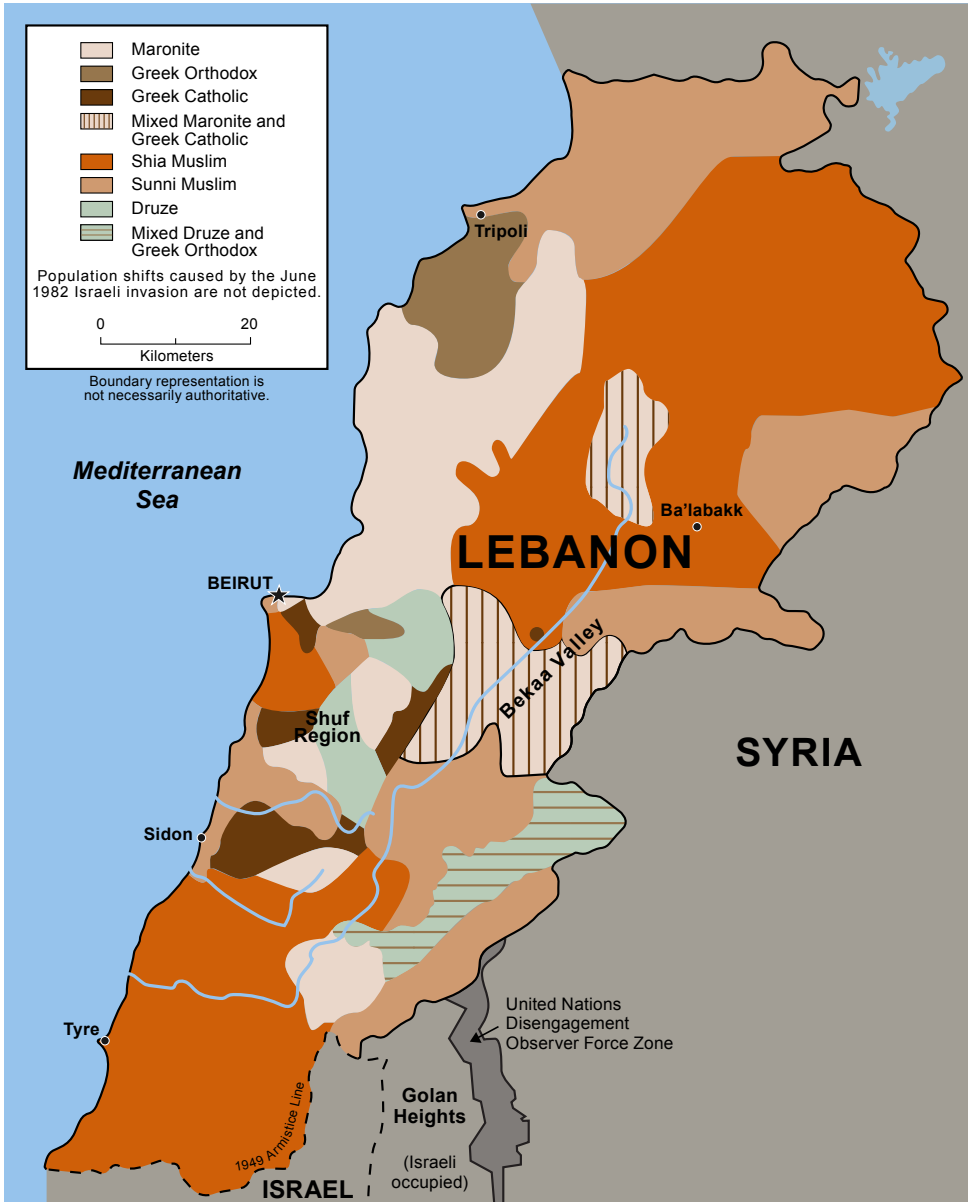 Maronite
Greek Orthodox
Greek Catholic
Mixed Maronite and
Greek Catholic
Shia Muslim
Sunni Muslim
Druze
Mixed Druze and
Greek Orthodox
Population shifts caused by the June
1982 Israeli invasion are not depicted.
0 20
Kilometers
Boundary representation is
not necessarily authoritative.
Tripoli
Mediterranean
Sea
Ba'labakk
LEBANON
BEIRUT
Bekaa Valley
Shuf
Region
SYRIA
Sidon
United Nations
Disengagement
Observer Force Zone
Tyre
1949 Armistice Line
Golan
Heights
(Israeli
occupied)
ISRAEL